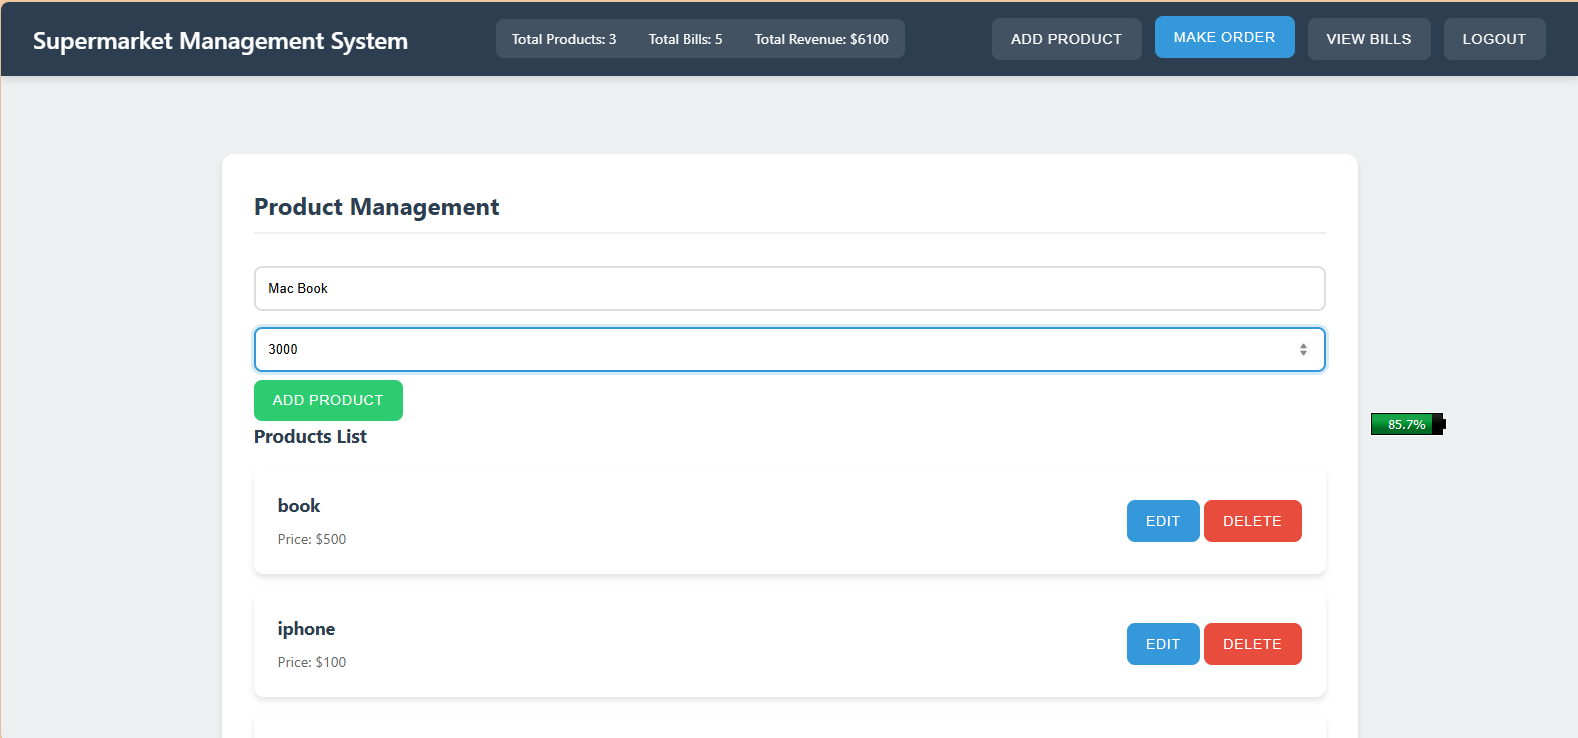 Supermarket Management System
Total Products: 3 Total Bills: 5 Total Revenue: $6100
ADD PRODUCT MAKE ORDER VIEW BILLS LOGOUT
Product Management
Mac Book
3000
ADD PRODUCT
Products List
85.7%
book
Price: $500
EDIT DELETE
iphone
Price: $100
EDIT DELETE